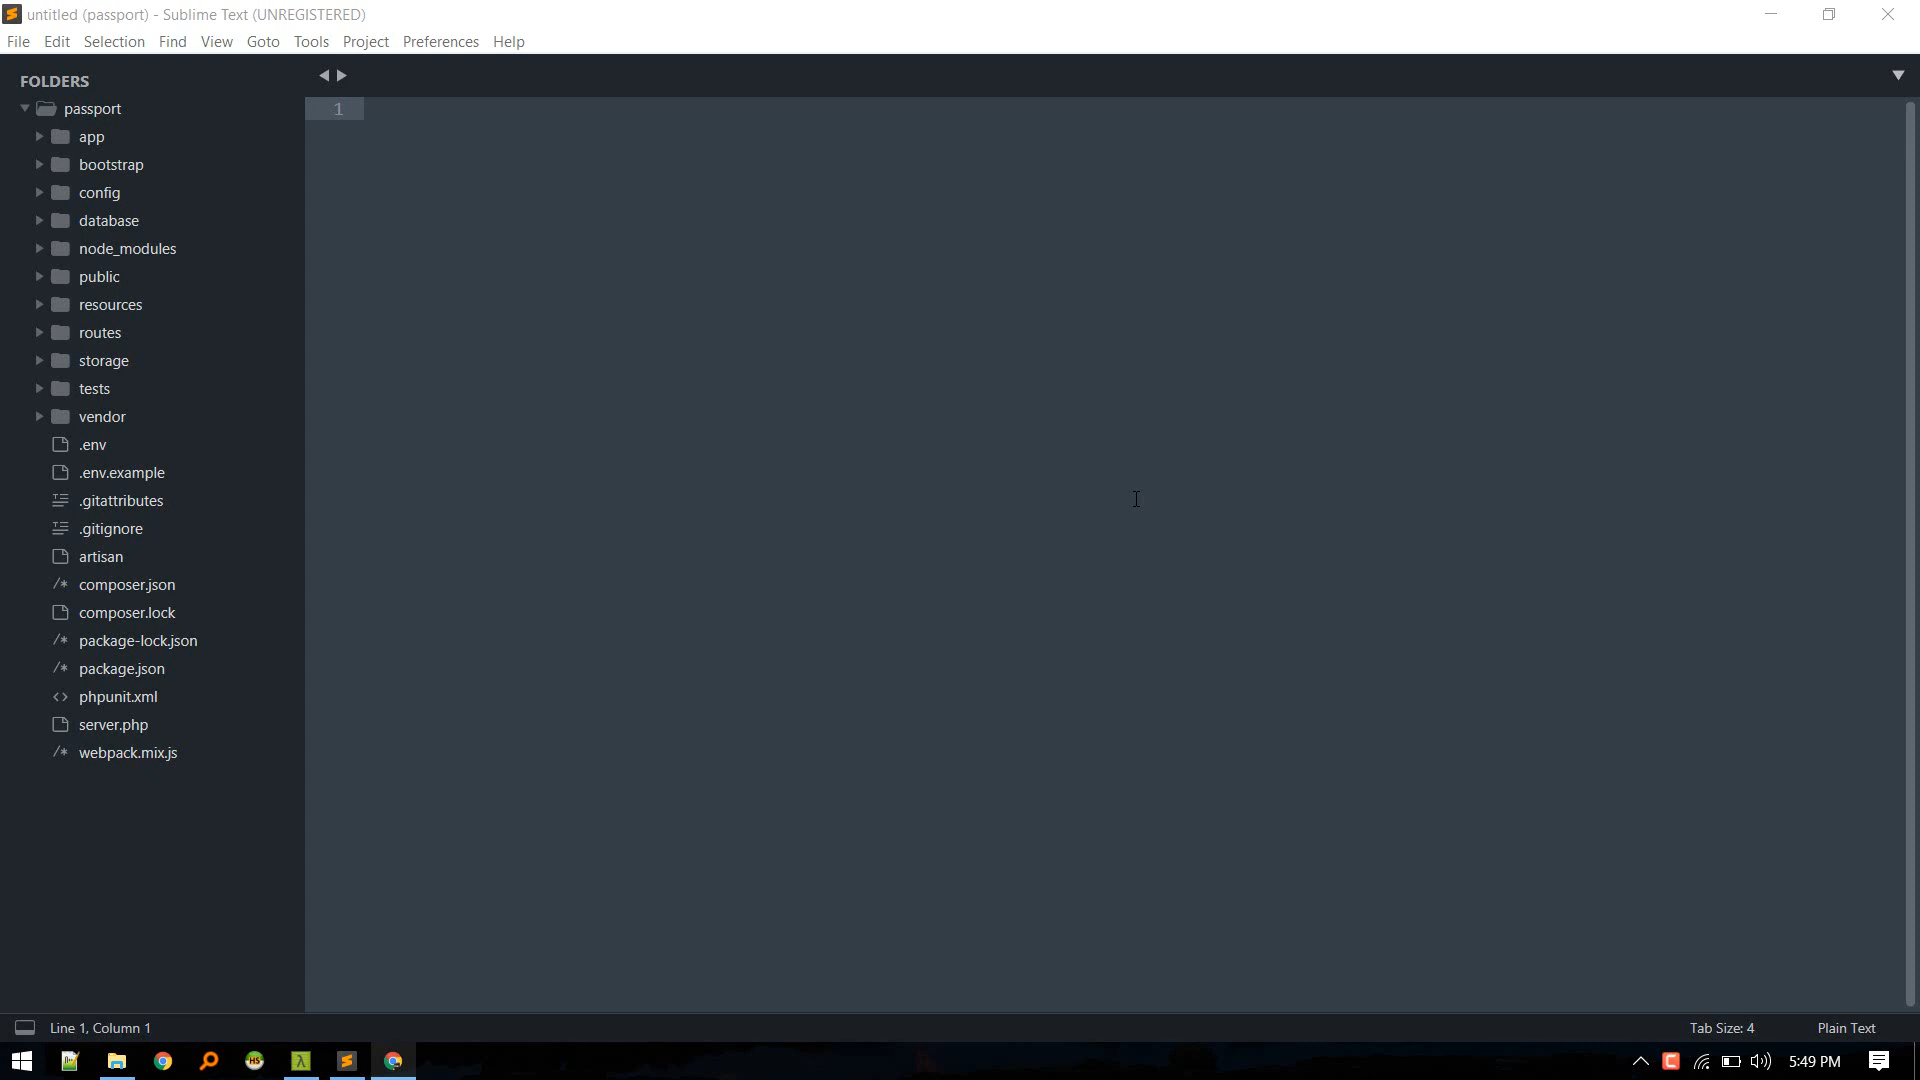 untitled (passport) - Sublime Text (UNREGISTERED)
File Edit Selection Find View Goto Tools Project Preferences Help
FOLDERS
passport
app
bootstrap
config
database
node_modules
public
resources
routes
storage
tests
vendor
.env
.env.example
.gitattributes
.gitignore
artisan
/* composer.json
composer.lock
/* package-lock.json
/* package.json
<> phpunit.xml
server.php
/* webpack.mix.js
1
Line 1, Column 1
Tab Size: 4
Plain Text
HS
5:49 PM